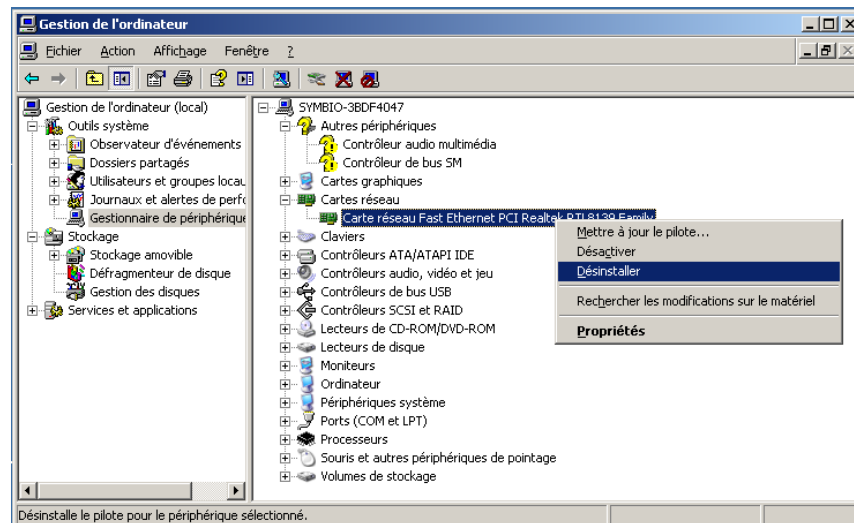 Gestion de l'ordinateur
Fichier Action Affichage Fenêtre ?
Gestion de l'ordinateur (local)
Outils système
Observateur d'événements
Dossiers partagés
Utilisateurs et groupes locau
Journaux et alertes de perfo
Gestionnaire de périphérique
Stockage
Stockage amovible
Défragmenteur de disque
Gestion des disques
Services et applications
SYMBIO-3BDF4047
Autres périphériques
Contrôleur audio multimédia
Contrôleur de bus SM
Cartes graphiques
Cartes réseau
Carte réseau Fast Ethernet PCI Realtek RTL8139 Family
Claviers
Contrôleurs ATA/ATAPI IDE
Contrôleurs audio, vidéo et jeu
Contrôleurs de bus USB
Contrôleurs SCSI et RAID
Lecteurs de CD-ROM/DVD-ROM
Lecteurs de disque
Moniteurs
Ordinateur
Périphériques système
Ports (COM et LPT)
Processeurs
Souris et autres périphériques de pointage
Volumes de stockage
Mettre à jour le pilote...
Désactiver
Désinstaller
Rechercher les modifications sur le matériel
Propriétés
Désinstalle le pilote pour le périphérique sélectionné.